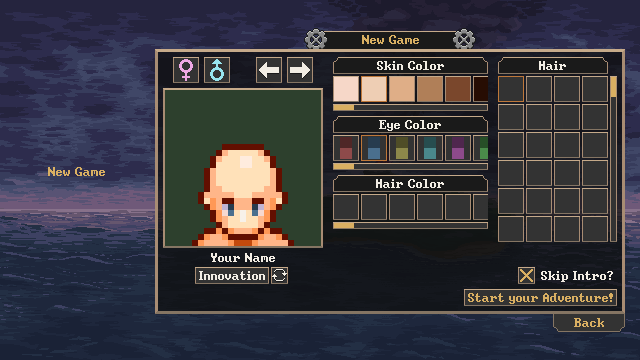 New Game
Skin Color
Hair
Eye Color
Hair Color
New Game
Your Name
Innovation
Skip Intro?
Start your Adventure!
Back